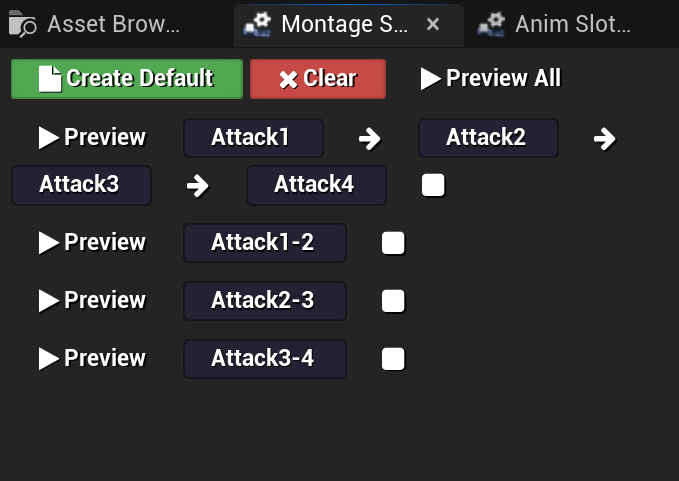 Asset Brow... Montage S... Anim Slot...
Create Default Clear Preview All
Preview Attack1 Attack2
Attack3 Attack4
Preview Attack1-2
Preview Attack2-3
Preview Attack3-4